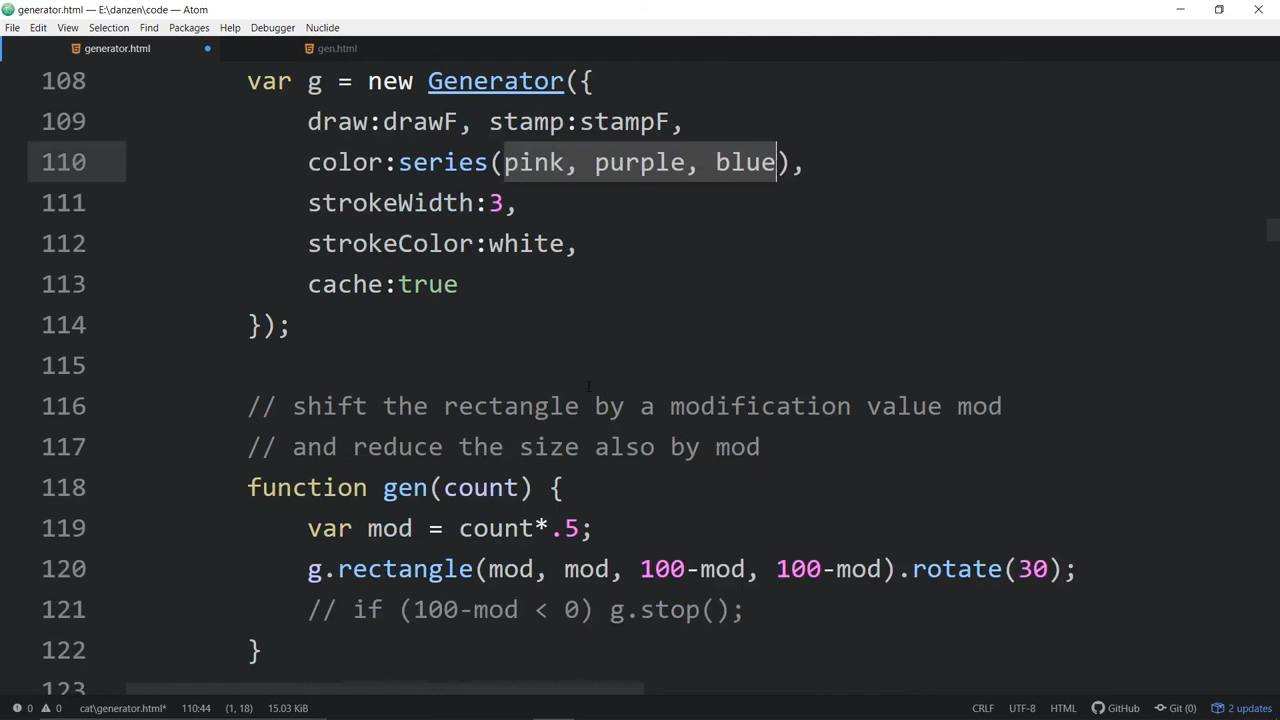 generator.html — E:\danzen\code — Atom
File Edit View Selection Find Packages Help Debugger Nuclide
generator.html gen.html
108 var g = new Generator({
109 draw:drawF, stamp:stampF,
110 color:series(pink, purple, blue),
111 strokeWidth:3,
112 strokeColor:white,
113 cache:true
114 });
115
116 // shift the rectangle by a modification value mod
117 // and reduce the size also by mod
118 function gen(count) {
119 var mod = count*.5;
120 g.rectangle(mod, mod, 100-mod, 100-mod).rotate(30);
121 // if (100-mod < 0) g.stop();
122 }
123
0 0 cat\generator.html* 110:44 (1, 18) 15.03 KiB CRLF UTF-8 HTML GitHub Git (0) 2 updates